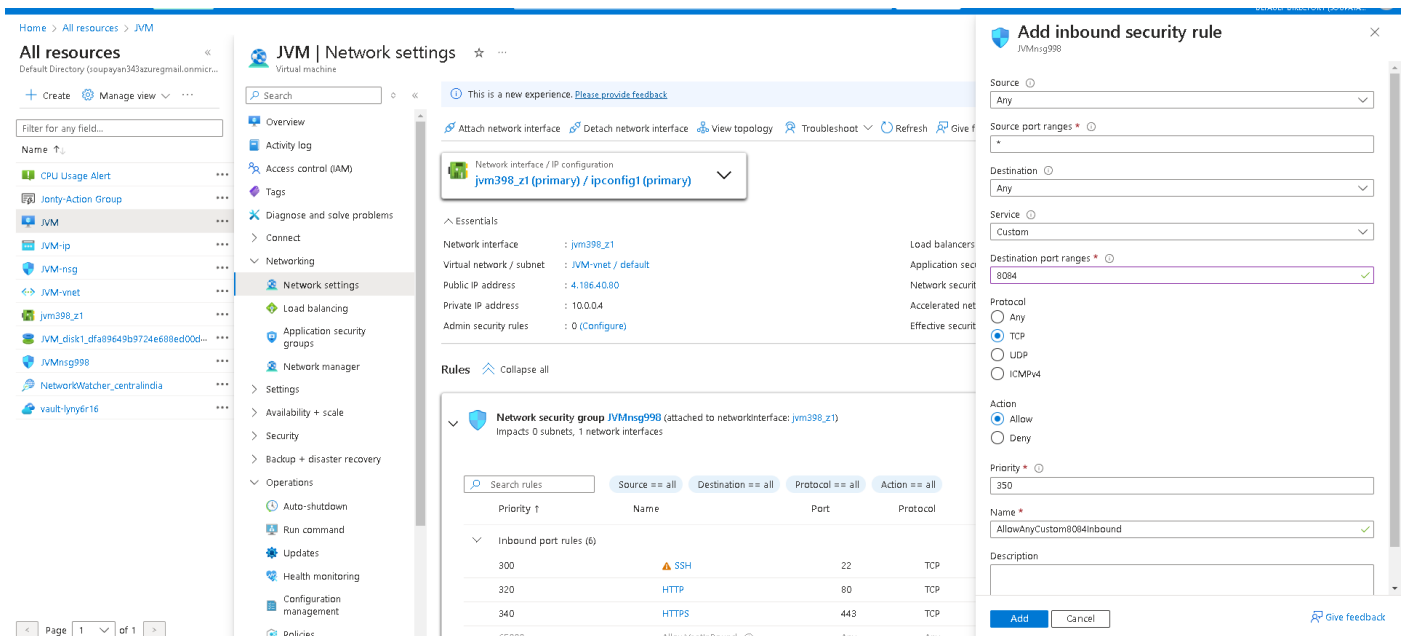 Home > All resources > JVM
All resources
«
Default Directory (soupayan343azuregmail.onmicr...
+ Create
Manage view
...
Filter for any field...
Name ↑↓
CPU Usage Alert
...
Jonty-Action Group
...
JVM
...
JVM-ip
...
JVM-nsg
...
JVM-vnet
...
jvm398_z1
...
JVM_disk1_dfa89649b9724e688ed00d...
...
JVMnsg998
...
NetworkWatcher_centralindia
...
vault-lyny6r16
...
< Page 1 of 1 >
JVM | Network settings
...
Virtual machine
Search
«
Overview
Activity log
Access control (IAM)
Tags
Diagnose and solve problems
Connect
Networking
Network settings
Load balancing
Application security
groups
Network manager
Settings
Availability + scale
Security
Backup + disaster recovery
Operations
Auto-shutdown
Run command
Updates
Health monitoring
Configuration
management
Policies
This is a new experience. Please provide feedback
Attach network interface
Detach network interface
View topology
Troubleshoot
Refresh
Give f
Network interface / IP configuration
jvm398_z1 (primary) / ipconfig1 (primary)
Essentials
Network interface : jvm398_z1
Virtual network / subnet : JVM-vnet / default
Public IP address : 4.186.40.80
Private IP address : 10.0.0.4
Admin security rules : 0 (Configure)
Load balancers
Application secu
Network securit
Accelerated net
Effective securit
Rules
Collapse all
Network security group JVMnsg998 (attached to networkInterface: jvm398_z1)
Impacts 0 subnets, 1 network interfaces
Search rules
Source == all
Destination == all
Protocol == all
Action == all
Priority ↑ Name Port Protocol
Inbound port rules (6)
300 SSH 22 TCP
320 HTTP 80 TCP
340 HTTPS 443 TCP
Add inbound security rule
JVMnsg998
Source
Any
Source port ranges *
*
Destination
Any
Service
Custom
Destination port ranges *
8084
Protocol
Any
TCP
UDP
ICMPv4
Action
Allow
Deny
Priority *
350
Name *
AllowAnyCustom8084Inbound
Description
Add
Cancel
Give feedback